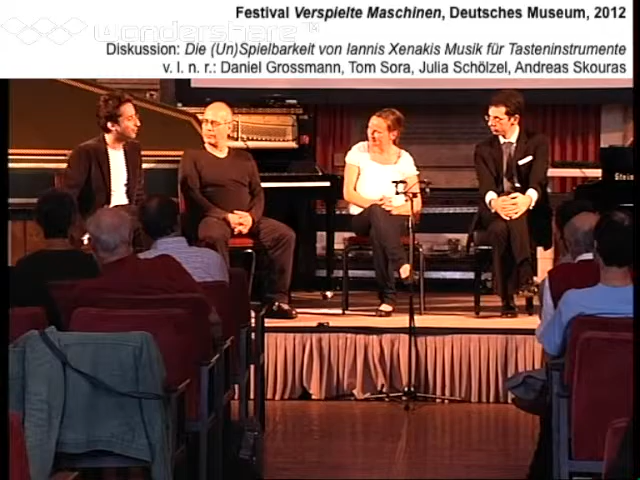 Festival Verspielte Maschinen, Deutsches Museum, 2012
wondershare™
Diskussion: Die (Un)Spielbarkeit von Iannis Xenakis Musik für Tasteninstrumente
v. l. n. r.: Daniel Grossmann, Tom Sora, Julia Schölzel, Andreas Skouras